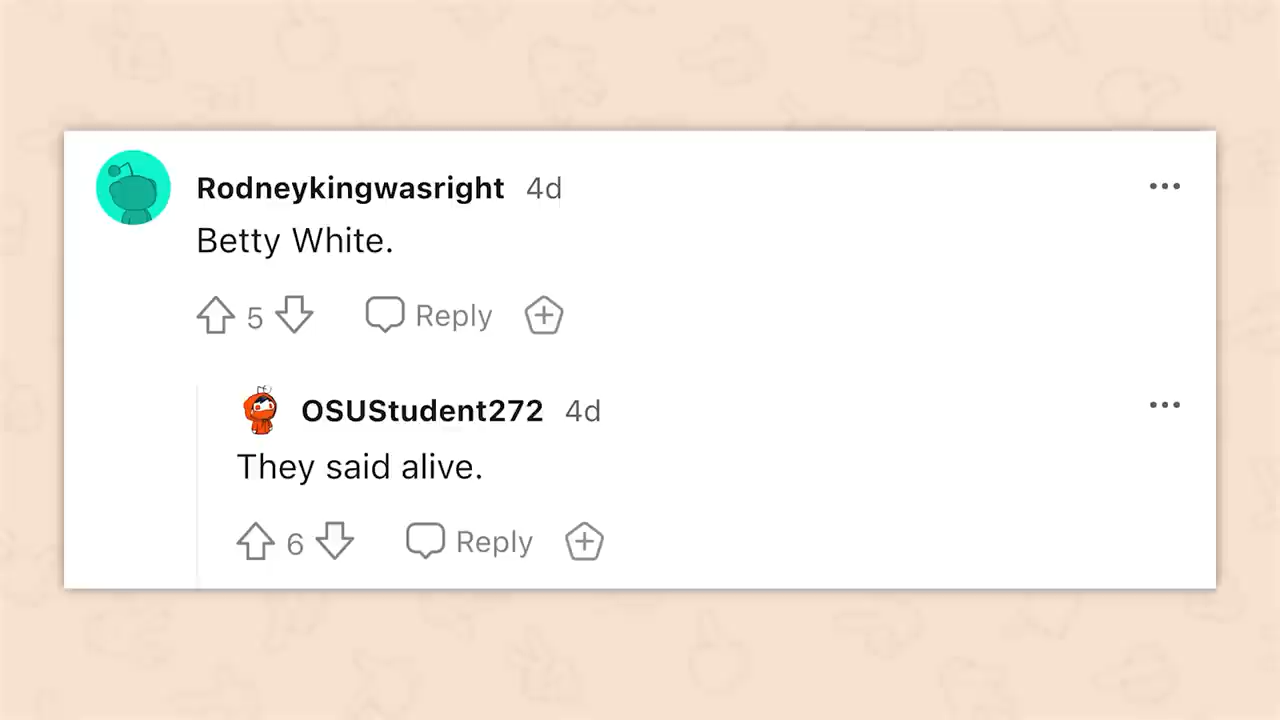 Rodneykingwasright 4d
Betty White.
5 Reply
OSUStudent272 4d
They said alive.
6 Reply